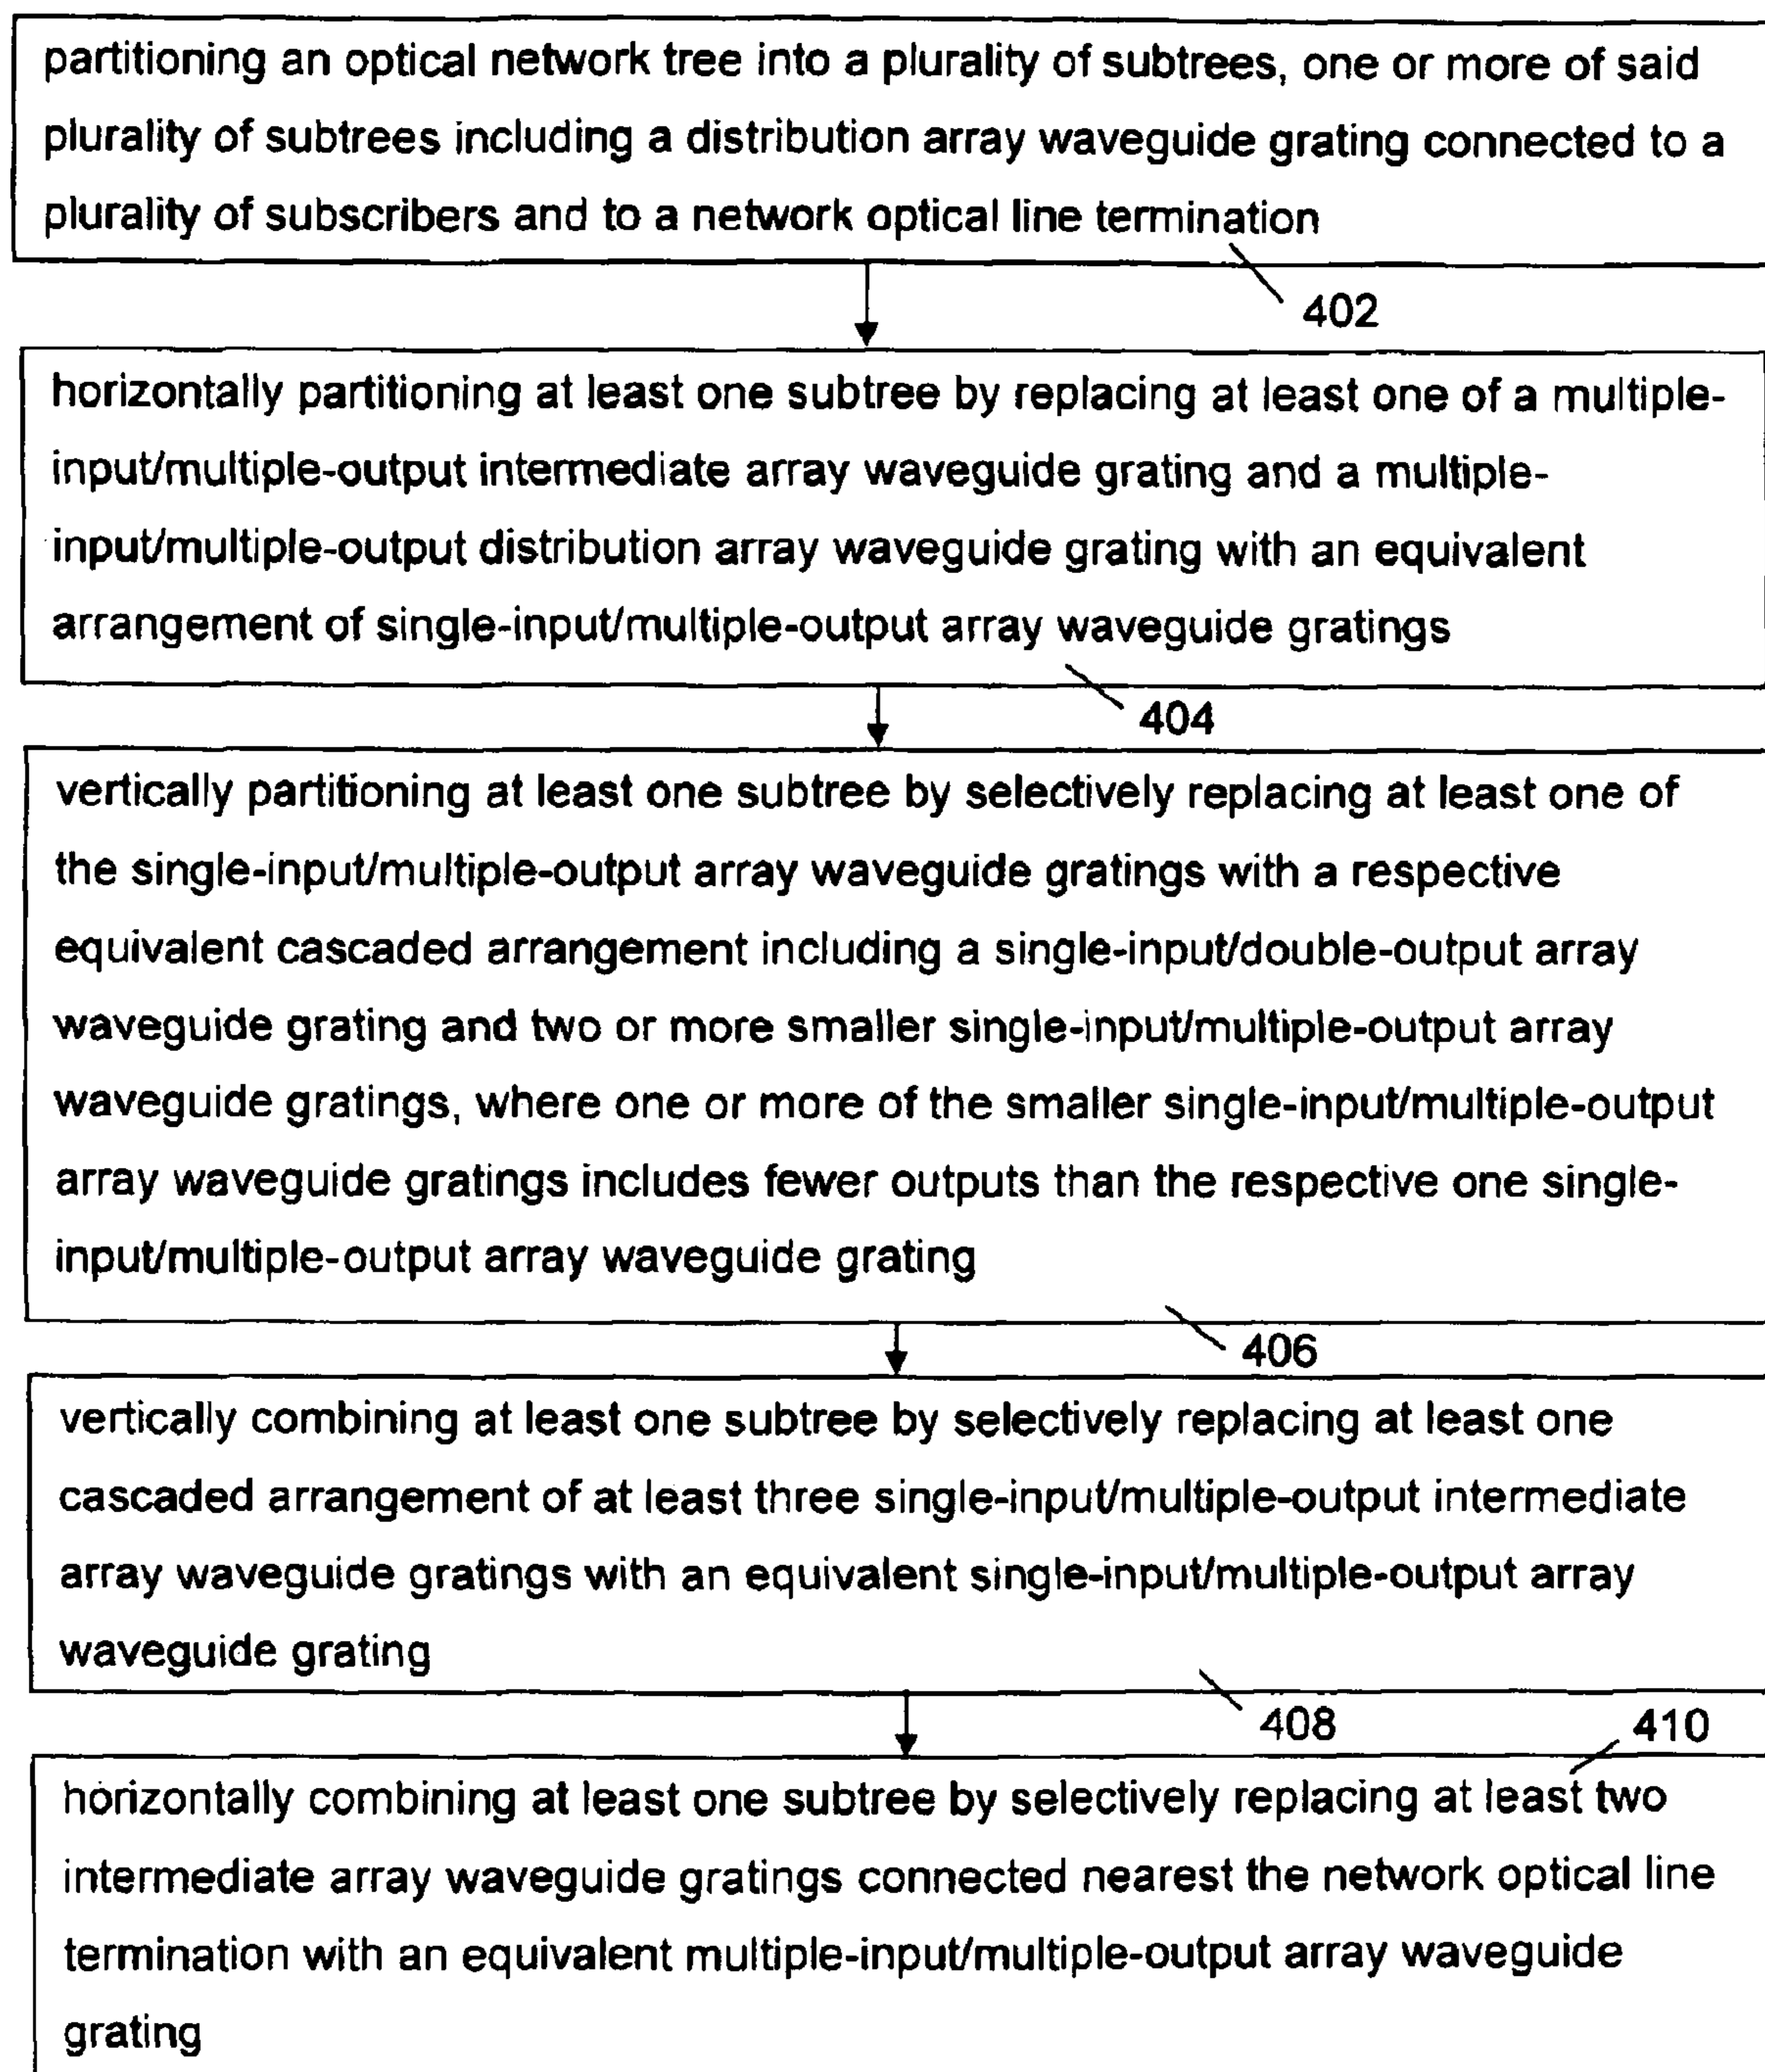 partitioning an optical network tree into a plurality of subtrees, one or more of said
plurality of subtrees including a distribution array waveguide grating connected to a
plurality of subscribers and to a network optical line termination
402
horizontally partitioning at least one subtree by replacing at least one of a multiple-
input/multiple-output intermediate array waveguide grating and a multiple-
input/multiple-output distribution array waveguide grating with an equivalent
arrangement of single-input/multiple-output array waveguide gratings
404
vertically partitioning at least one subtree by selectively replacing at least one of
the single-input/multiple-output array waveguide gratings with a respective
equivalent cascaded arrangement including a single-input/double-output array
waveguide grating and two or more smaller single-input/multiple-output array
waveguide gratings, where one or more of the smaller single-input/multiple-output
array waveguide gratings includes fewer outputs than the respective one single-
input/multiple-output array waveguide grating
406
vertically combining at least one subtree by selectively replacing at least one
cascaded arrangement of at least three single-input/multiple-output intermediate
array waveguide gratings with an equivalent single-input/multiple-output array
waveguide grating
408
410
horizontally combining at least one subtree by selectively replacing at least two
intermediate array waveguide gratings connected nearest the network optical line
termination with an equivalent multiple-input/multiple-output array waveguide
grating